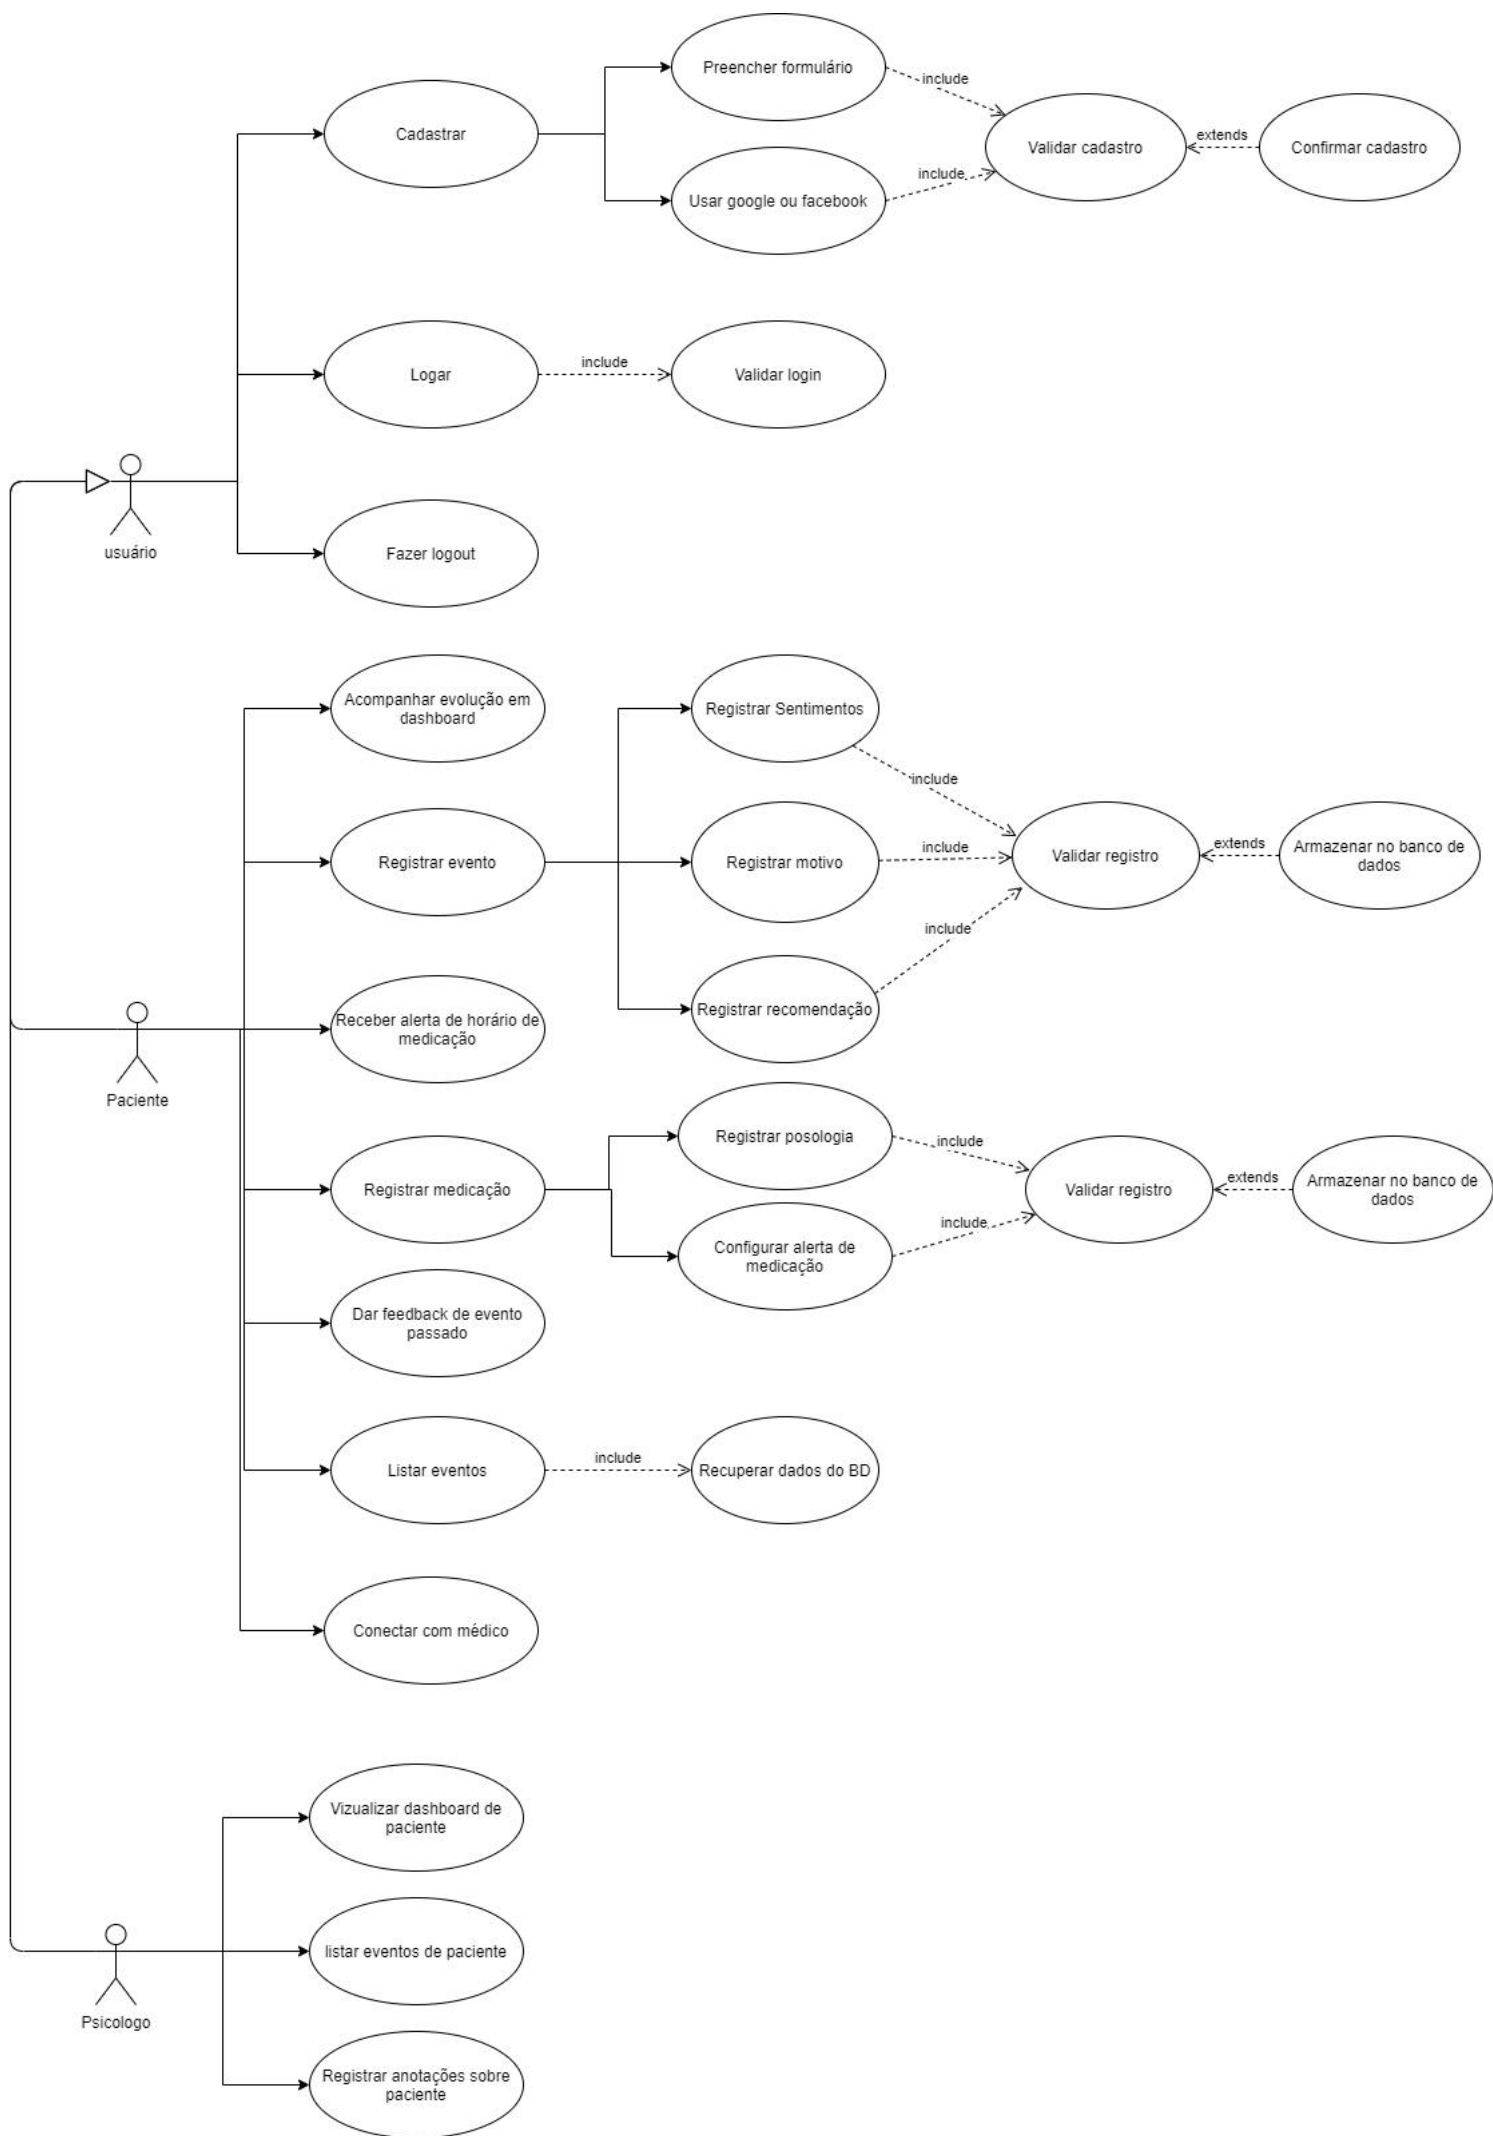 Preencher formulário
include
Cadastrar
Validar cadastro
extends
Confirmar cadastro
include
Usar google ou facebook
Logar
include
Validar login
usuário
Fazer logout
Acompanhar evolução em
dashboard
Registrar Sentimentos
include
Registrar evento
Registrar motivo
include
Validar registro
extends
Armazenar no banco de
dados
include
Registrar recomendação
Receber alerta de horário de
medicação
Paciente
Registrar posologia
include
Registrar medicação
Validar registro
extends
Armazenar no banco de
dados
include
Configurar alerta de
medicação
Dar feedback de evento
passado
Listar eventos
include
Recuperar dados do BD
Conectar com médico
Vizualizar dashboard de
paciente
listar eventos de paciente
Psicologo
Registrar anotações sobre
paciente